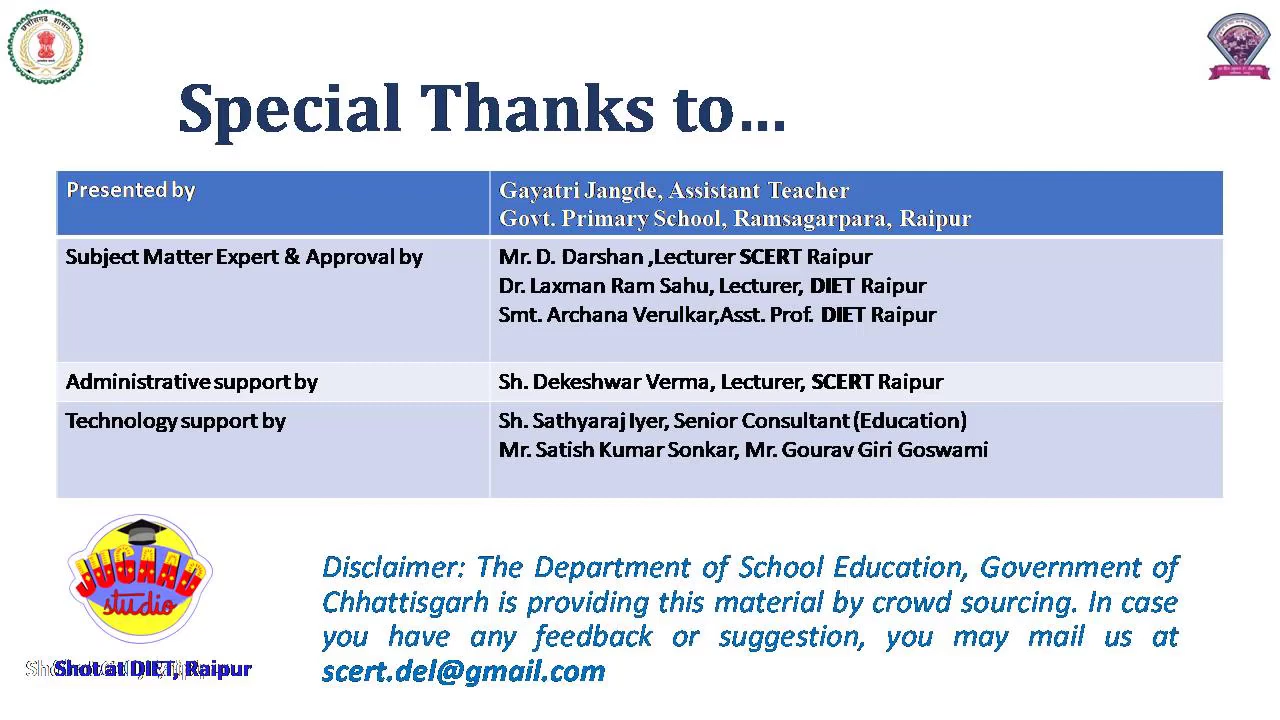 छत्तीसगढ़ शासन
Special Thanks to...
Presented by
Gayatri Jangde, Assistant Teacher
Govt. Primary School, Ramsagarpara, Raipur
Subject Matter Expert & Approval by
Mr. D. Darshan ,Lecturer SCERT Raipur
Dr. Laxman Ram Sahu, Lecturer, DIET Raipur
Smt. Archana Verulkar,Asst. Prof. DIET Raipur
Administrative support by
Sh. Dekeshwar Verma, Lecturer, SCERT Raipur
Technology support by
Sh. Sathyaraj Iyer, Senior Consultant (Education)
Mr. Satish Kumar Sonkar, Mr. Gourav Giri Goswami
JUGAAD
studio
Shot at DIET, Raipur
Disclaimer: The Department of School Education, Government of
Chhattisgarh is providing this material by crowd sourcing. In case
you have any feedback or suggestion, you may mail us at
scert.del@gmail.com